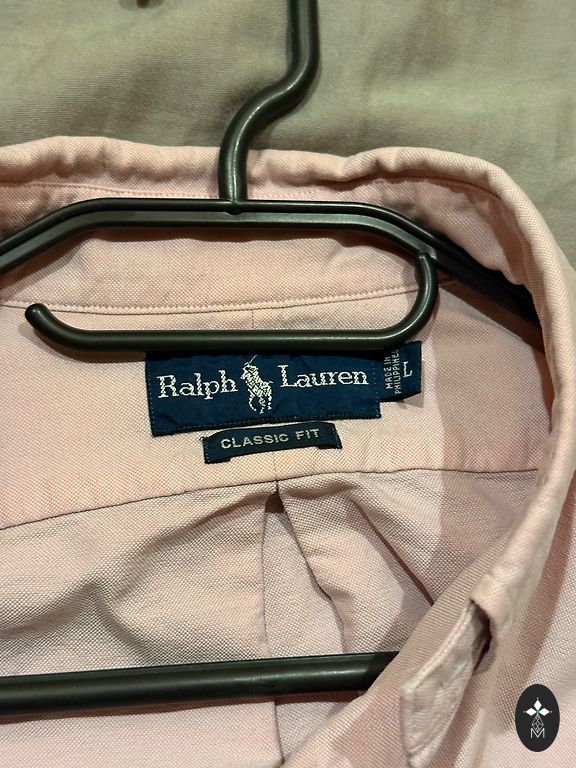 Ralph Lauren
MADE IN
PHILIPPINES
L
CLASSIC FIT
M